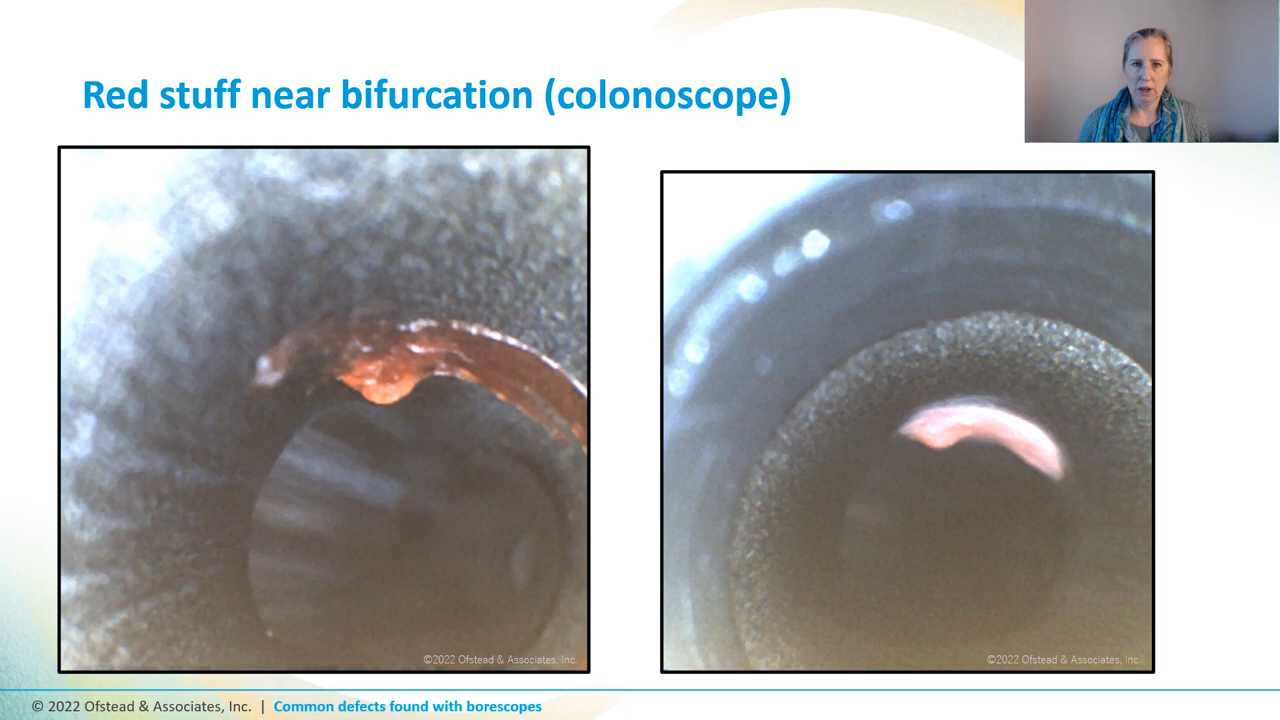 Red stuff near bifurcation (colonoscope)
©2022 Ofstead & Associates, Inc.
©2022 Ofstead & Associates, Inc.
© 2022 Ofstead & Associates, Inc. | Common defects found with borescopes